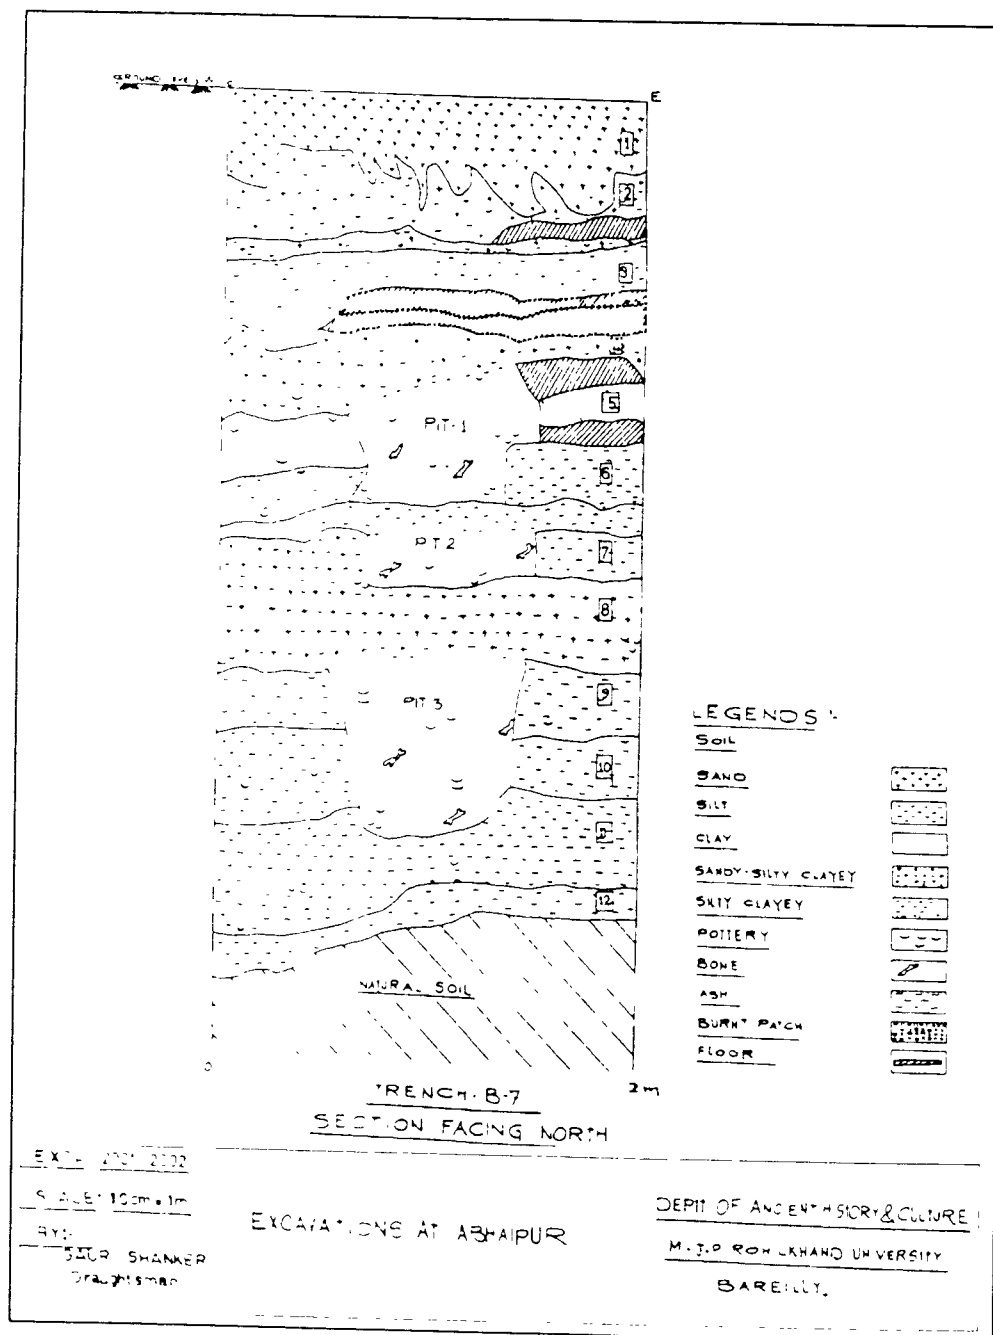 GROUND
E
1
2
3
5
PIT-1
6
PIT 2
7
8
9
PIT 3
10
12
NATURAL SOIL
0
2m
LEGENDS:-
SOIL
SAND
SILT
CLAY
SANDY-SILTY CLAYEY
SILTY CLAYEY
POTTERY
BONE
ASH
BURNT PATCH
FLOOR
TRENCH-B-7
SECTION FACING NORTH
2001-2002
SCALE: 10cm=1m
BY:-
SHANKER
Draughtsman
EXCAVATIONS AT ABHAIPUR
DEPTT OF ANCIENT HISTORY & CULTURE
M.J.P ROHILKHAND UNIVERSITY
BAREILLY.